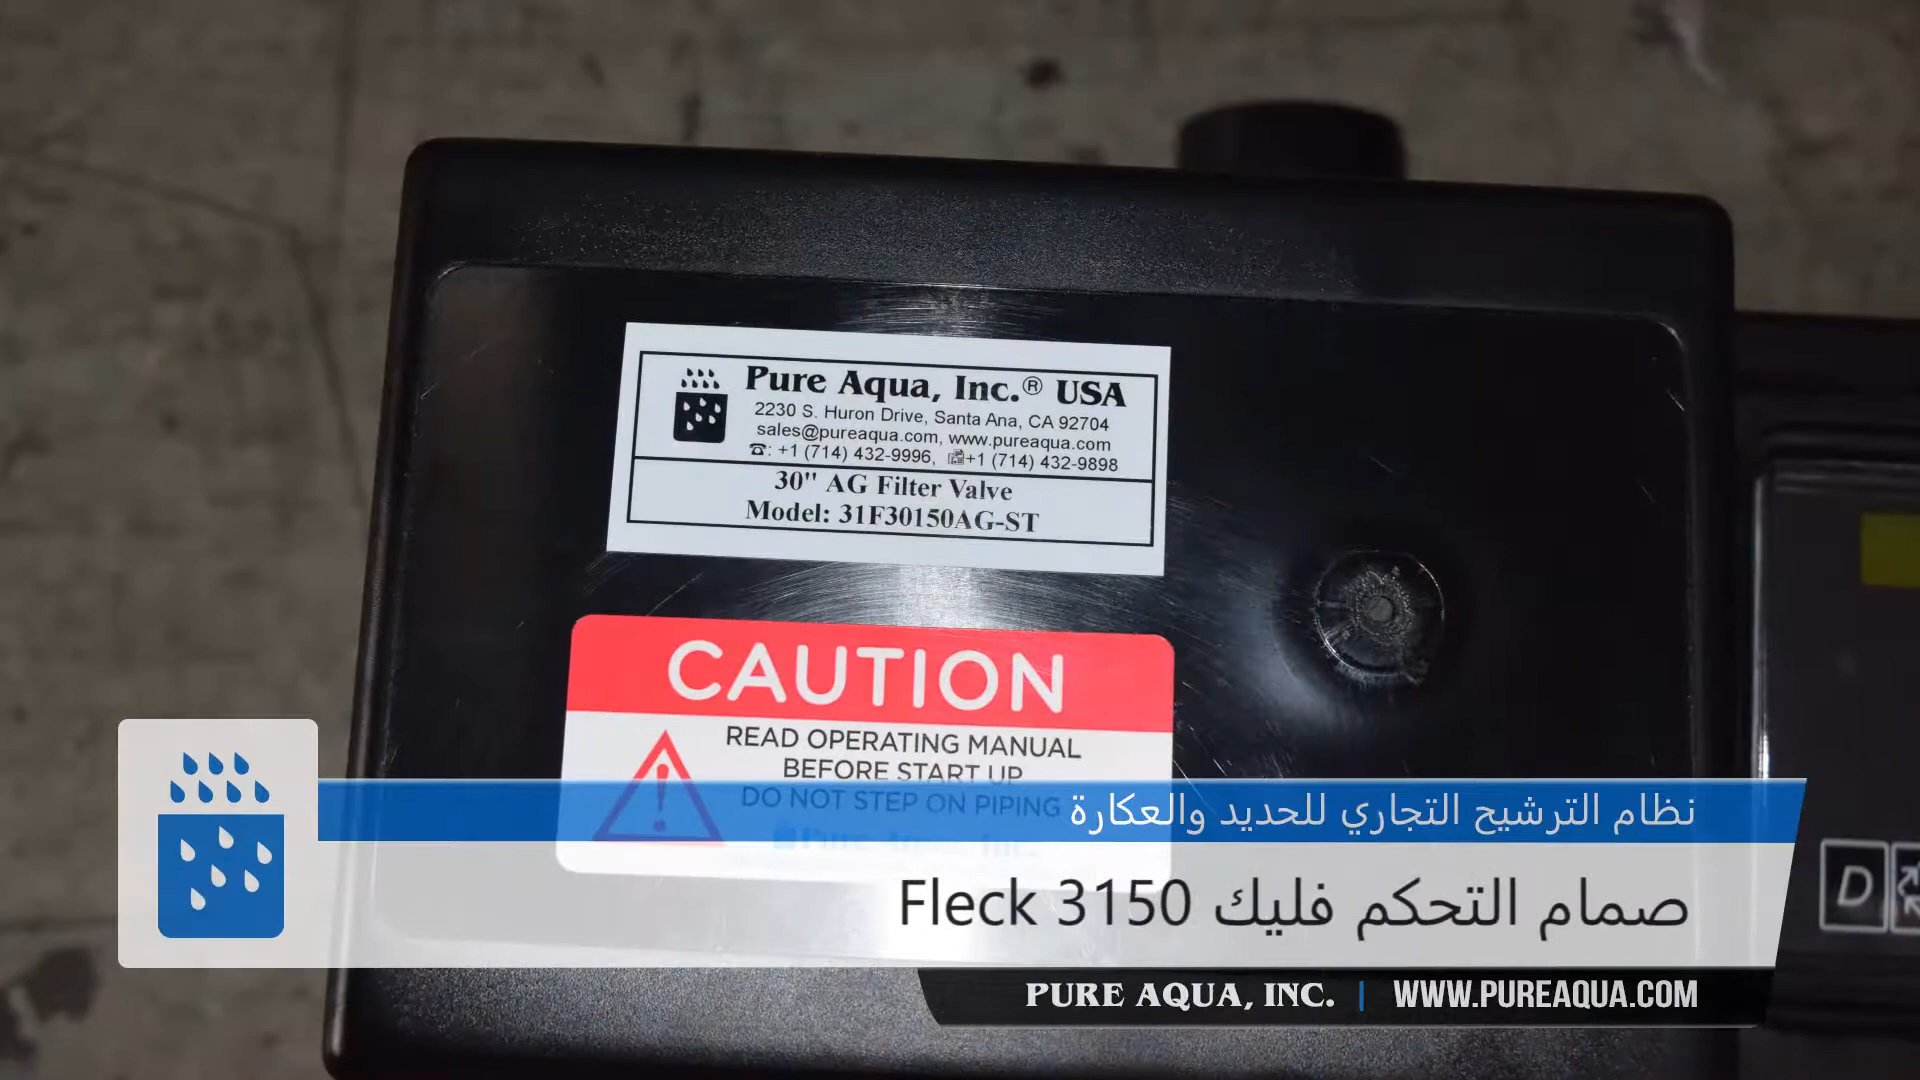 Pure Aqua, Inc.® USA
2230 S. Huron Drive, Santa Ana, CA 92704
sales@pureaqua.com, www.pureaqua.com
☎: +1 (714) 432-9996, 📠+1 (714) 432-9898
30" AG Filter Valve
Model: 31F30150AG-ST
CAUTION
READ OPERATING MANUAL
BEFORE START UP
DO NOT STEP ON PIPING
Pure Aqua, Inc.
نظام الترشيح التجاري للحديد والعكارة
صمام التحكم فليك Fleck 3150
PURE AQUA, INC. | WWW.PUREAQUA.COM
D